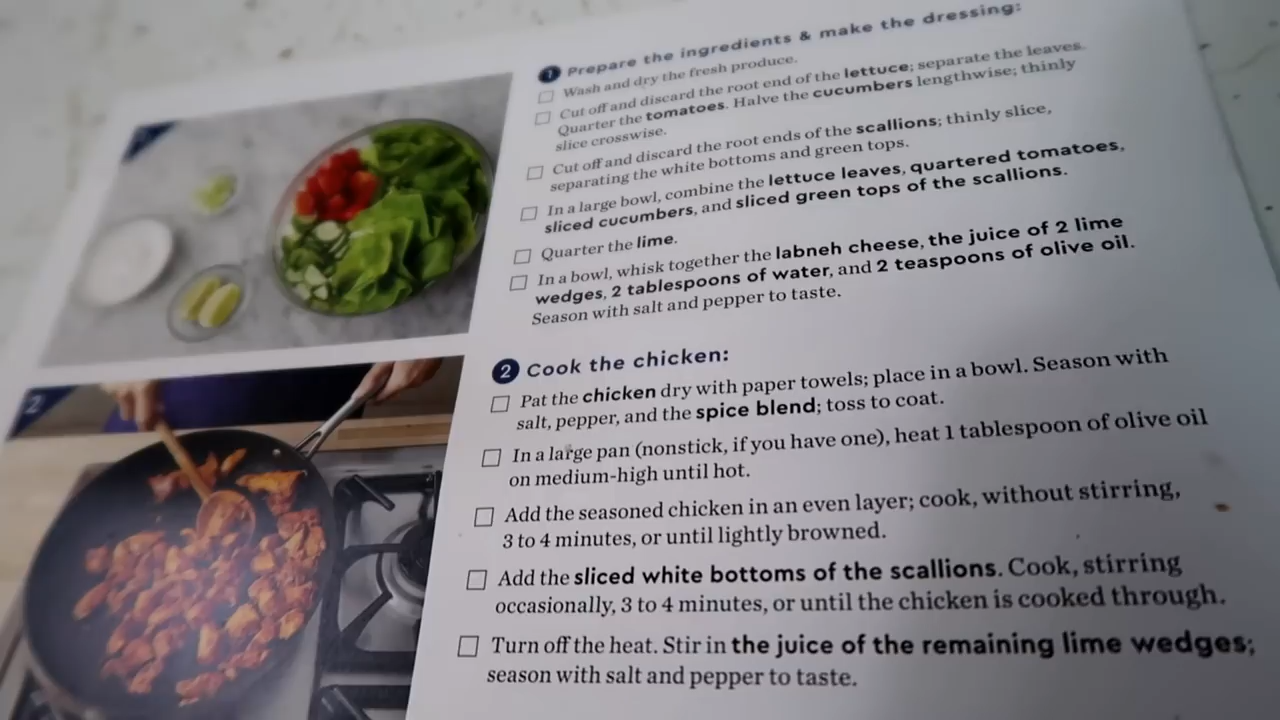 1 Prepare the ingredients & make the dressing:
☐ Wash and dry the fresh produce.
☐ Cut off and discard the root end of the lettuce; separate the leaves.
Quarter the tomatoes. Halve the cucumbers lengthwise; thinly
slice crosswise.
☐ Cut off and discard the root ends of the scallions; thinly slice,
separating the white bottoms and green tops.
☐ In a large bowl, combine the lettuce leaves, quartered tomatoes,
sliced cucumbers, and sliced green tops of the scallions.
☐ Quarter the lime.
☐ In a bowl, whisk together the labneh cheese, the juice of 2 lime
wedges, 2 tablespoons of water, and 2 teaspoons of olive oil.
Season with salt and pepper to taste.
2
2 Cook the chicken:
☐ Pat the chicken dry with paper towels; place in a bowl. Season with
salt, pepper, and the spice blend; toss to coat.
☐ In a large pan (nonstick, if you have one), heat 1 tablespoon of olive oil
on medium-high until hot.
☐ Add the seasoned chicken in an even layer; cook, without stirring,
3 to 4 minutes, or until lightly browned.
☐ Add the sliced white bottoms of the scallions. Cook, stirring
occasionally, 3 to 4 minutes, or until the chicken is cooked through.
☐ Turn off the heat. Stir in the juice of the remaining lime wedges;
season with salt and pepper to taste.